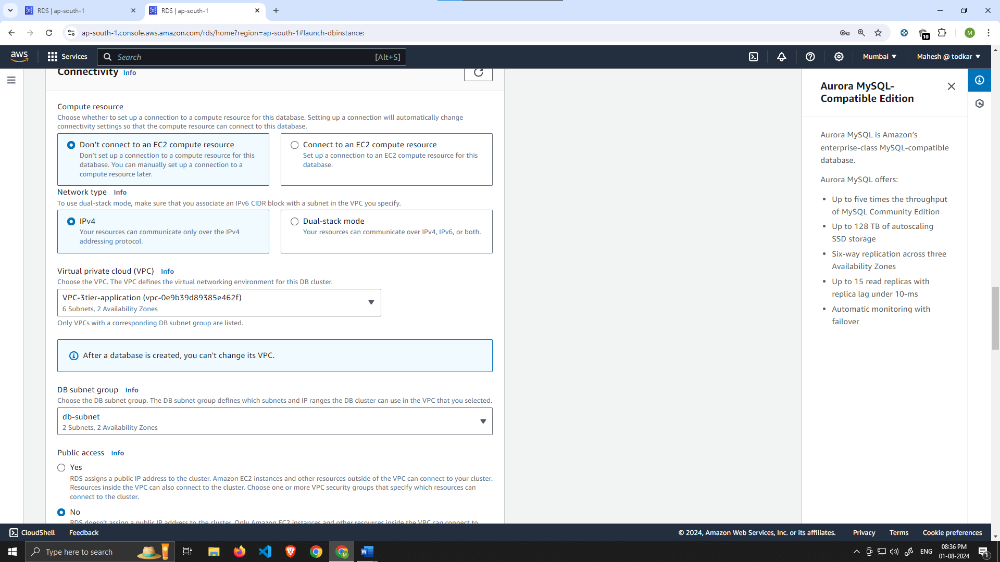 RDS | ap-south-1
RDS | ap-south-1
ap-south-1.console.aws.amazon.com/rds/home?region=ap-south-1#launch-dbinstance:
10
M
aws
Services
Search
[Alt+S]
Mumbai
Mahesh @ todkar
Connectivity Info
Compute resource
Choose whether to set up a connection to a compute resource for this database. Setting up a connection will automatically change
connectivity settings so that the compute resource can connect to this database.
Don't connect to an EC2 compute resource
Don't set up a connection to a compute resource for this
database. You can manually set up a connection to a
compute resource later.
Connect to an EC2 compute resource
Set up a connection to an EC2 compute resource for this
database.
Network type Info
To use dual-stack mode, make sure that you associate an IPv6 CIDR block with a subnet in the VPC you specify.
IPv4
Your resources can communicate only over the IPv4
addressing protocol.
Dual-stack mode
Your resources can communicate over IPv4, IPv6, or both.
Virtual private cloud (VPC) Info
Choose the VPC. The VPC defines the virtual networking environment for this DB cluster.
VPC-3tier-application (vpc-0e9b39d89385e462f)
6 Subnets, 2 Availability Zones
Only VPCs with a corresponding DB subnet group are listed.
After a database is created, you can't change its VPC.
DB subnet group Info
Choose the DB subnet group. The DB subnet group defines which subnets and IP ranges the DB cluster can use in the VPC that you selected.
db-subnet
2 Subnets, 2 Availability Zones
Public access Info
Yes
RDS assigns a public IP address to the cluster. Amazon EC2 instances and other resources outside of the VPC can connect to your cluster.
Resources inside the VPC can also connect to the cluster. Choose one or more VPC security groups that specify which resources can
connect to the cluster.
No
RDS doesn't assign a public IP address to the cluster. Only Amazon EC2 instances and other resources inside the VPC can connect to
Aurora MySQL-
Compatible Edition
Aurora MySQL is Amazon's
enterprise-class MySQL-compatible
database.
Aurora MySQL offers:
• Up to five times the throughput
of MySQL Community Edition
• Up to 128 TB of autoscaling
SSD storage
• Six-way replication across three
Availability Zones
• Up to 15 read replicas with
replica lag under 10-ms
• Automatic monitoring with
failover
CloudShell
Feedback
© 2024, Amazon Web Services, Inc. or its affiliates.
Privacy
Terms
Cookie preferences
Type here to search
M
W
ENG
08:36 PM
01-08-2024
1